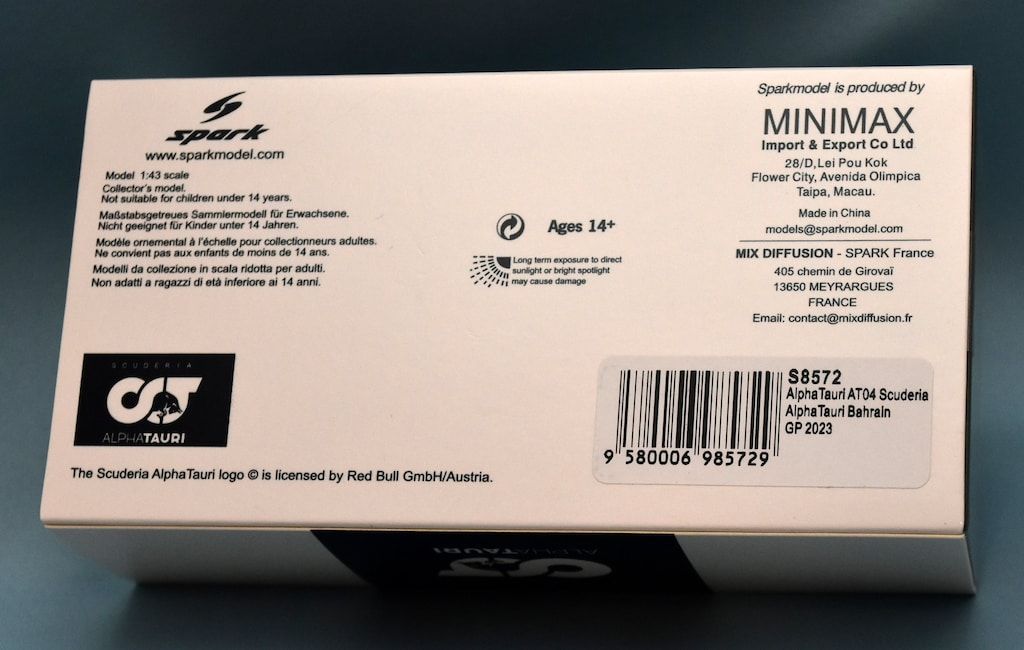 spark
www.sparkmodel.com
Model 1:43 scale
Collector's model.
Not suitable for children under 14 years.
Maßstabsgetreues Sammlermodell für Erwachsene.
Nicht geeignet für Kinder unter 14 Jahren.
Modèle ornemental à l'échelle pour collectionneurs adultes.
Ne convient pas aux enfants de moins de 14 ans.
Modelli da collezione in scala ridotta per adulti.
Non adatti a ragazzi di età inferiore ai 14 anni.
Ages 14+
Long term exposure to direct
sunlight or bright spotlight
may cause damage
Sparkmodel is produced by
MINIMAX
Import & Export Co Ltd
28/D,Lei Pou Kok
Flower City, Avenida Olimpica
Taipa, Macau.
Made in China
models@sparkmodel.com
MIX DIFFUSION - SPARK France
405 chemin de Girovaï
13650 MEYRARGUES
FRANCE
Email: contact@mixdiffusion.fr
SCUDERIA
ALPHATAURI
The Scuderia AlphaTauri logo © is licensed by Red Bull GmbH/Austria.
S8572
AlphaTauri AT04 Scuderia
AlphaTauri Bahrain
GP 2023
9 580006 985729
ALPHATAURI